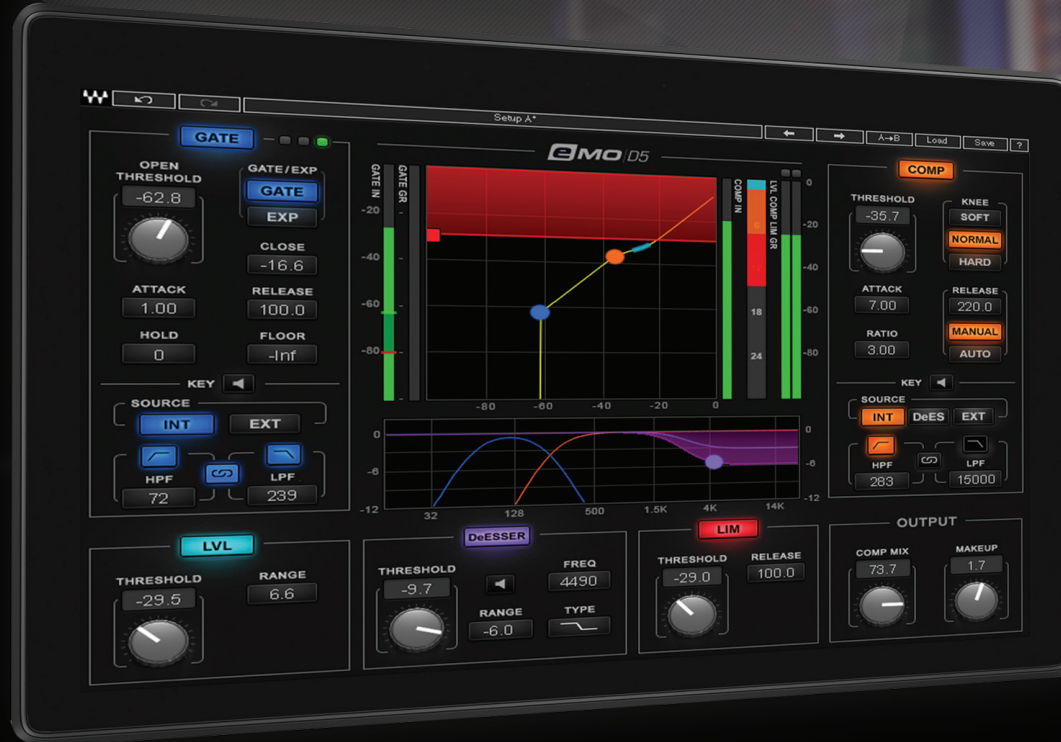 Setup A*
A→B
Load
Save
?
GATE
OPEN
THRESHOLD
-62.8
GATE/EXP
GATE
EXP
CLOSE
-16.6
ATTACK
1.00
RELEASE
100.0
HOLD
0
FLOOR
-Inf
KEY
SOURCE
INT
EXT
HPF
72
LPF
239
eMO D5
GATE IN
GATE GR
-20
-40
-60
-80
-80
-60
-40
-20
0
COMP IN
LVL COMP LIM GR
6
12
18
24
0
-20
-40
-60
-80
0
-6
-12
32
128
500
1.5K
4K
14K
0
-6
-12
COMP
THRESHOLD
-35.7
KNEE
SOFT
NORMAL
HARD
ATTACK
7.00
RELEASE
220.0
RATIO
3.00
MANUAL
AUTO
KEY
SOURCE
INT
DeES
EXT
HPF
283
LPF
15000
LVL
THRESHOLD
-29.5
RANGE
6.6
DeESSER
THRESHOLD
-9.7
FREQ
4490
RANGE
-6.0
TYPE
LIM
THRESHOLD
-29.0
RELEASE
100.0
OUTPUT
COMP MIX
73.7
MAKEUP
1.7